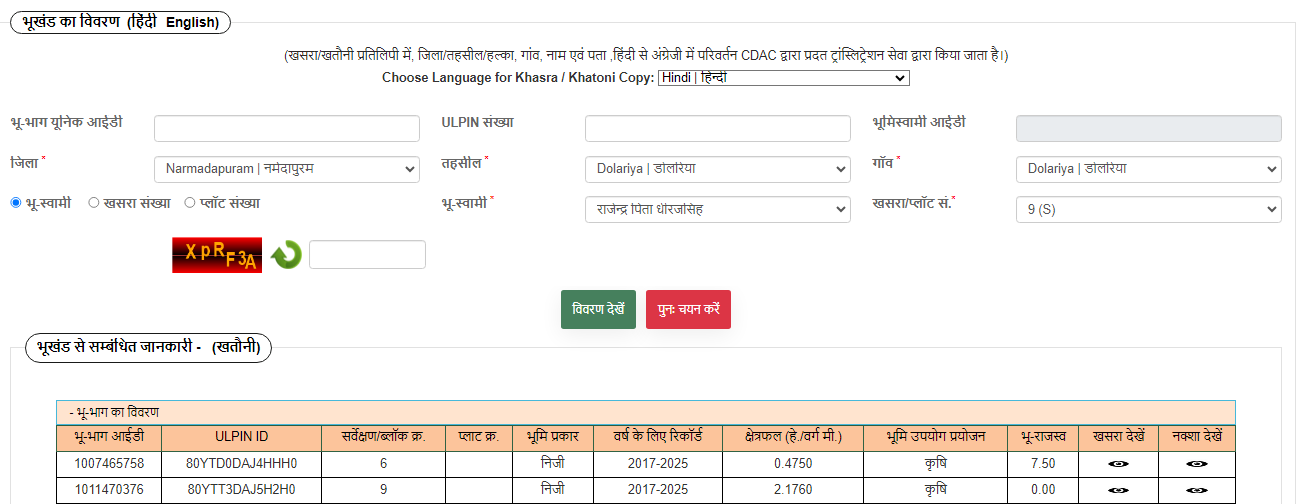 भूखंड का विवरण (हिंदी English)
(खसरा/खतौनी प्रतिलिपी में, जिला/तहसील/हल्का, गांव, नाम एवं पता ,हिंदी से अंग्रेजी में परिवर्तन CDAC द्वारा प्रदत ट्रांस्लिट्रेशन सेवा द्वारा किया जाता है।)
Choose Language for Khasra / Khatoni Copy: Hindi | हिन्दी
भू-भाग यूनिक आईडी ULPIN संख्या भूमिस्वामी आईडी
जिला * Narmadapuram | नर्मदापुरम तहसील * Dolariya | डोलरिया गाँव * Dolariya | डोलरिया
भू-स्वामी खसरा संख्या प्लॉट संख्या भू-स्वामी * राजेन्द्र पिता धीरजसिंह खसरा/प्लॉट सं.* 9 (S)
XpRF3A
विवरण देखें पुनः चयन करें
भूखंड से सम्बंधित जानकारी - (खतौनी)
- भू-भाग का विवरण
भू-भाग आईडी ULPIN ID सर्वेक्षण/ब्लॉक क्र. प्लाट क्र. भूमि प्रकार वर्ष के लिए रिकॉर्ड क्षेत्रफल (हे./वर्ग मी.) भूमि उपयोग प्रयोजन भू-राजस्व खसरा देखें नक्शा देखें
1007465758 80YTD0DAJ4HHH0 6 निजी 2017-2025 0.4750 कृषि 7.50
1011470376 80YTT3DAJ5H2H0 9 निजी 2017-2025 2.1760 कृषि 0.00